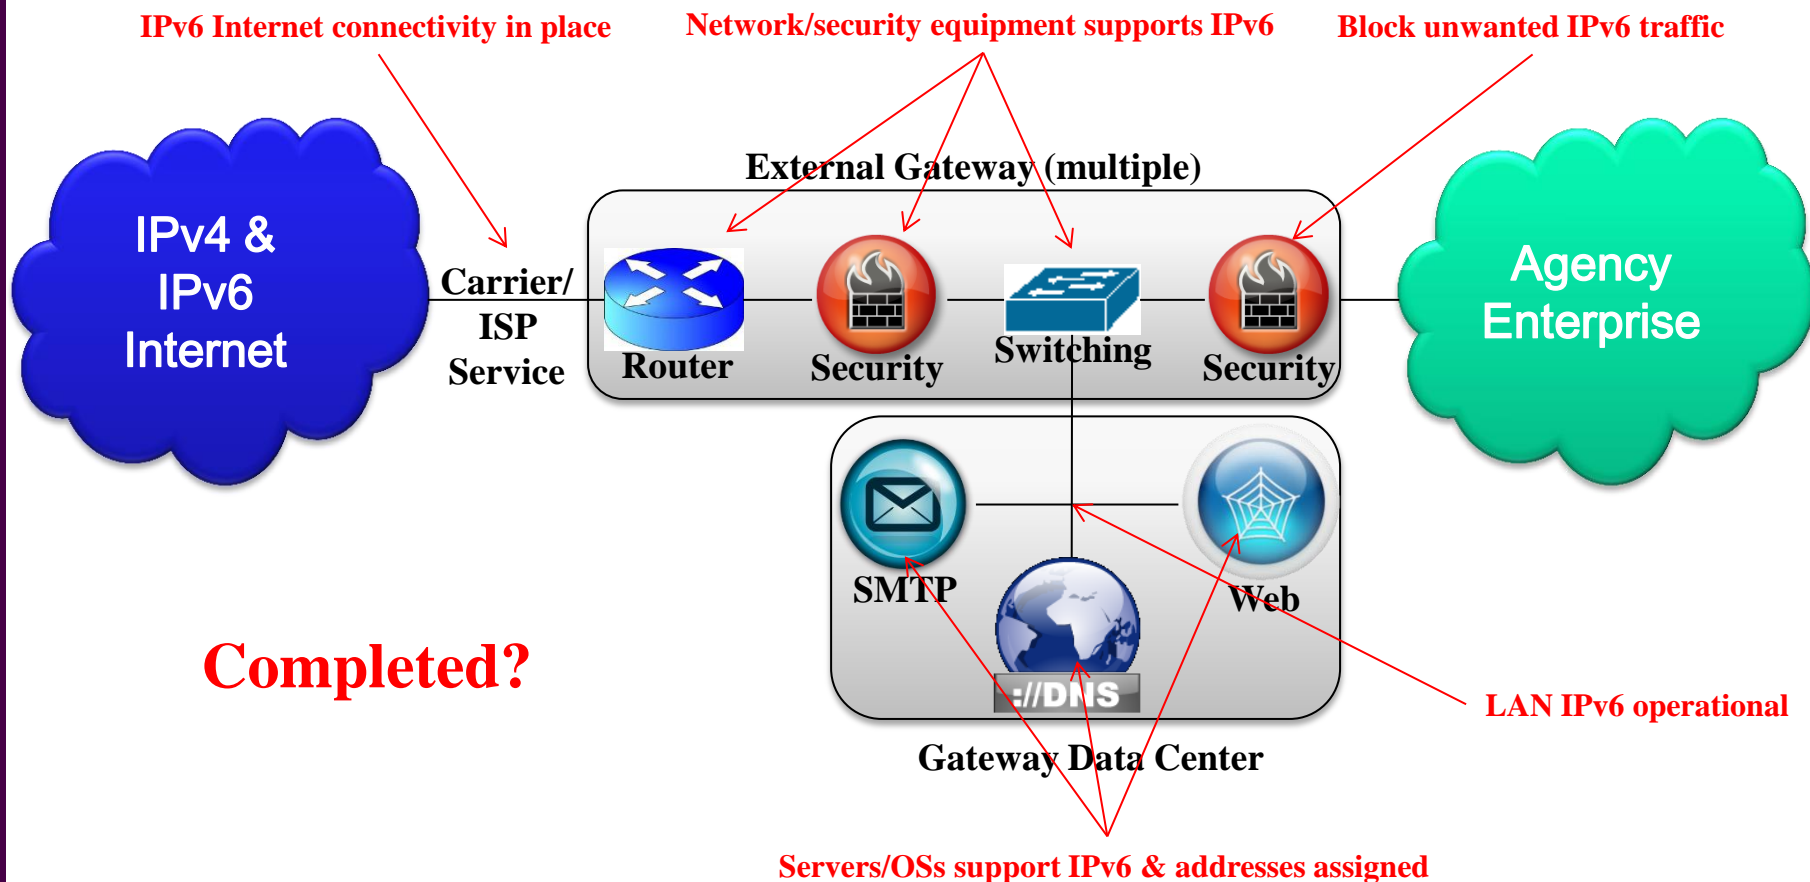 IPv6 Internet connectivity in place
Network/security equipment supports IPv6
Block unwanted IPv6 traffic
External Gateway (multiple)
IPv4 &
IPv6
Internet
Carrier/
ISP
Service
Router
Security
Switching
Security
Agency
Enterprise
SMTP
Web
://DNS
Completed?
LAN IPv6 operational
Gateway Data Center
Servers/OSs support IPv6 & addresses assigned